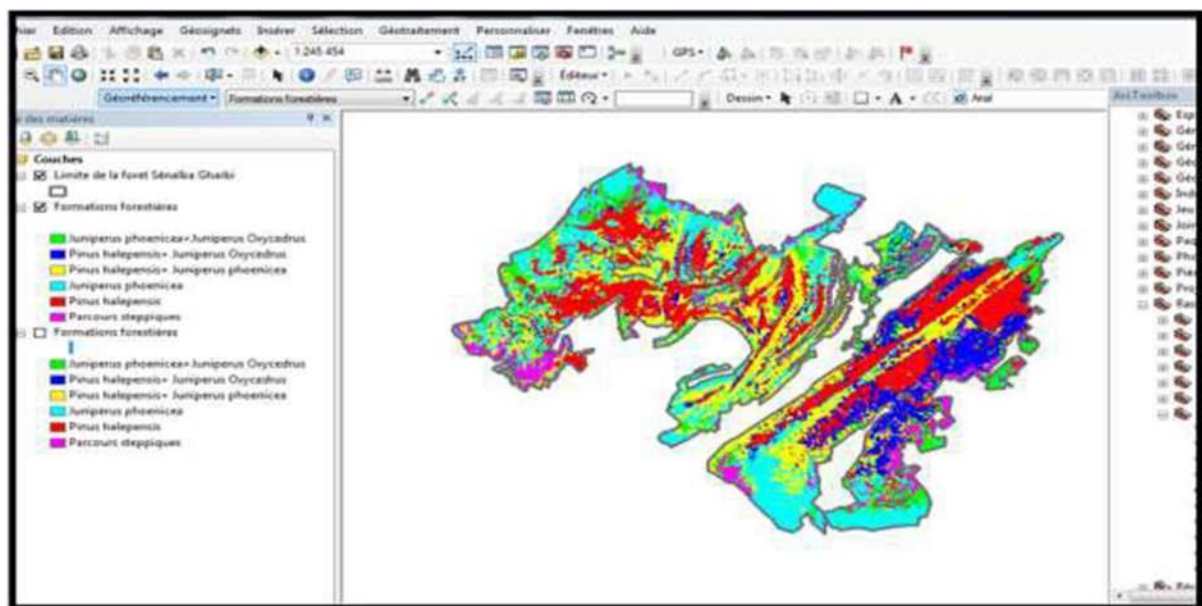 Edition Affichage Géosignets Insérer Sélection Géotraitement Personnaliser Fenêtres Aide
1:245 454
GPS
Editeur
Géoréférencement Formations forestières
Dessin A
ArcToolbox
des matières
Couches
Limite de la foret Sénalba Gharbi
Formations forestières
Juniperus phoenicea+Juniperus Oxycedrus
Pinus halepensis+ Juniperus Oxycedrus
Pinus halepensis+ Juniperus phoenicea
Juniperus phoenicea
Pinus halepensis
Parcours steppiques
Formations forestières
Juniperus phoenicea+Juniperus Oxycedrus
Pinus halepensis+ Juniperus Oxycedrus
Pinus halepensis+ Juniperus phoenicea
Juniperus phoenicea
Pinus halepensis
Parcours steppiques